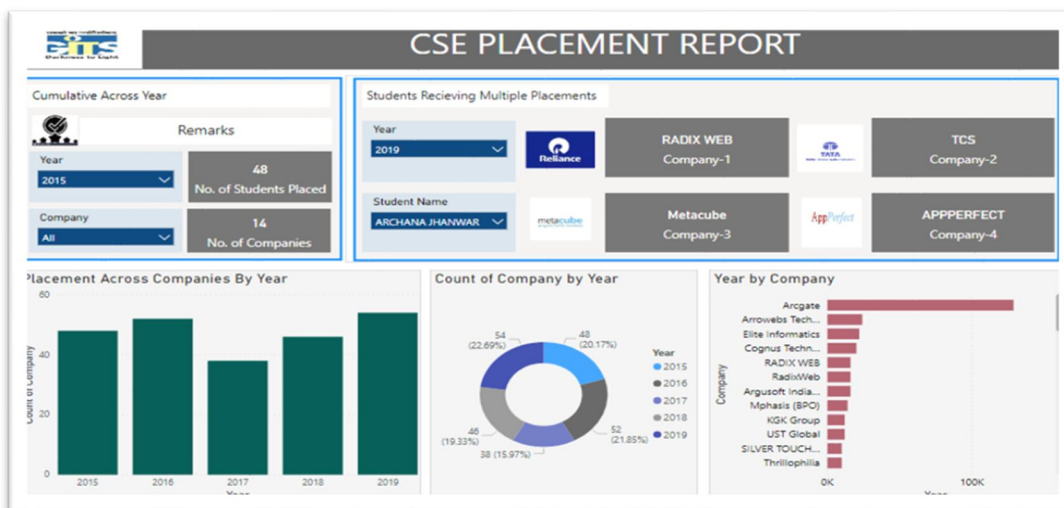 GITS
Darkness to Light
CSE PLACEMENT REPORT
Cumulative Across Year
Remarks
Year
2015
48
No. of Students Placed
Company
All
14
No. of Companies
Students Recieving Multiple Placements
Year
2019
Reliance
RADIX WEB
Company-1
TATA
TCS
Company-2
Student Name
ARCHANA JHANWAR
metacube
Metacube
Company-3
AppPerfect
APPPERFECT
Company-4
Placement Across Companies By Year
Count of Company
60
40
20
0
2015 2016 2017 2018 2019
Year
Count of Company by Year
54
(22.69%)
48
(20.17%)
46
(19.33%)
52
(21.85%)
38 (15.97%)
Year
2015
2016
2017
2018
2019
Year by Company
Company
Arcgate
Arrowebs Tech...
Elite Informatics
Cognus Techn...
RADIX WEB
RadixWeb
Argusoft India...
Mphasis (BPO)
KGK Group
UST Global
SILVER TOUCH...
Thrillophilia
0K 100K
Year